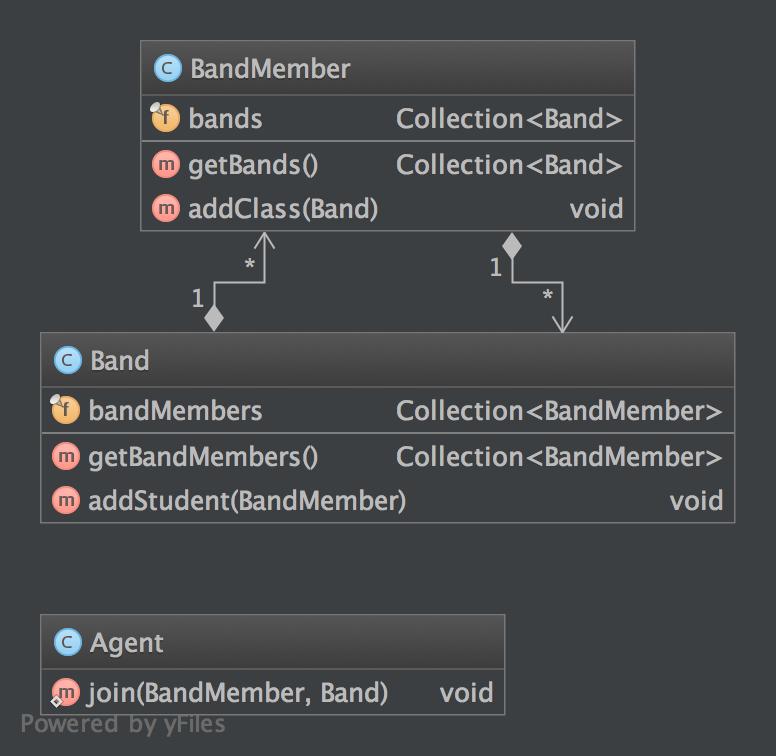 BandMember
bands Collection<Band>
getBands() Collection<Band>
addClass(Band) void
* 1
1 *
Band
bandMembers Collection<BandMember>
getBandMembers() Collection<BandMember>
addStudent(BandMember) void
Agent
join(BandMember, Band) void
Powered by yFiles